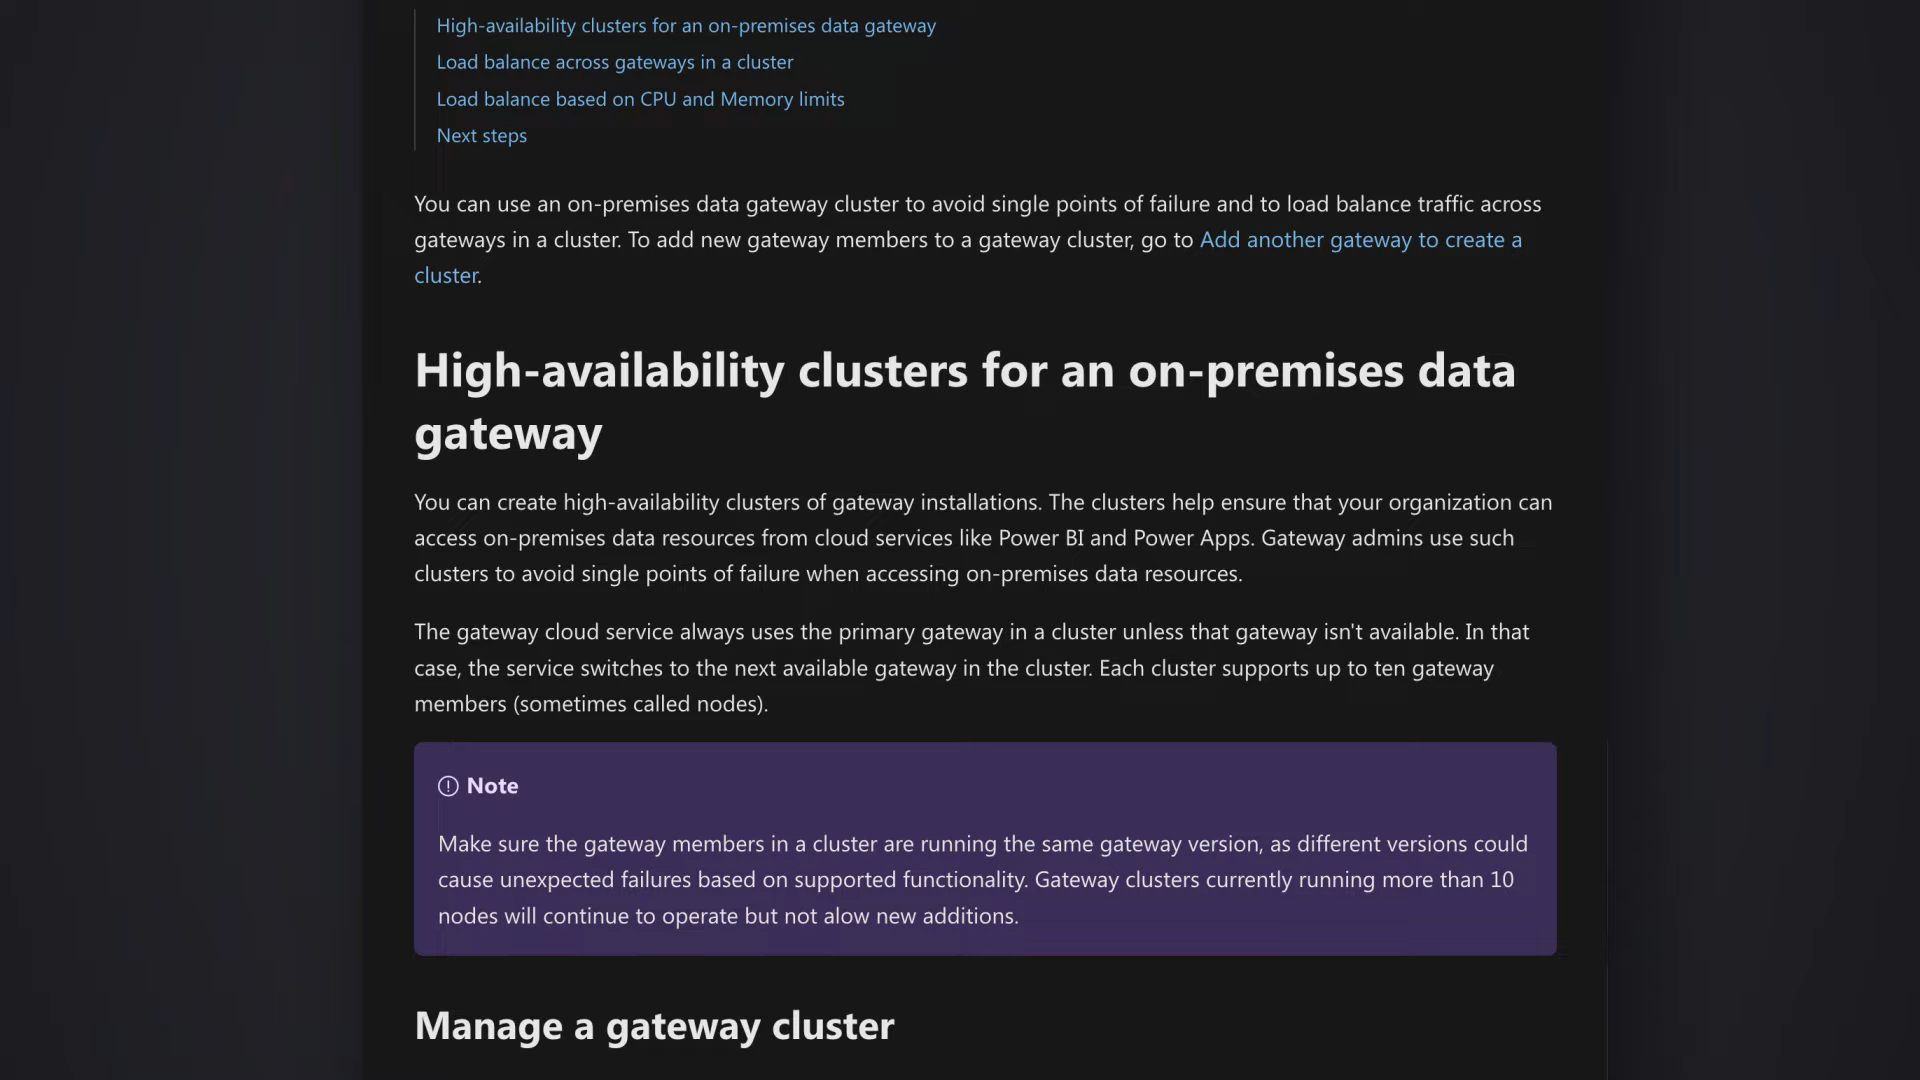 High-availability clusters for an on-premises data gateway
Load balance across gateways in a cluster
Load balance based on CPU and Memory limits
Next steps
You can use an on-premises data gateway cluster to avoid single points of failure and to load balance traffic across
gateways in a cluster. To add new gateway members to a gateway cluster, go to Add another gateway to create a
cluster.
High-availability clusters for an on-premises data
gateway
You can create high-availability clusters of gateway installations. The clusters help ensure that your organization can
access on-premises data resources from cloud services like Power BI and Power Apps. Gateway admins use such
clusters to avoid single points of failure when accessing on-premises data resources.
The gateway cloud service always uses the primary gateway in a cluster unless that gateway isn't available. In that
case, the service switches to the next available gateway in the cluster. Each cluster supports up to ten gateway
members (sometimes called nodes).
Note
Make sure the gateway members in a cluster are running the same gateway version, as different versions could
cause unexpected failures based on supported functionality. Gateway clusters currently running more than 10
nodes will continue to operate but not alow new additions.
Manage a gateway cluster